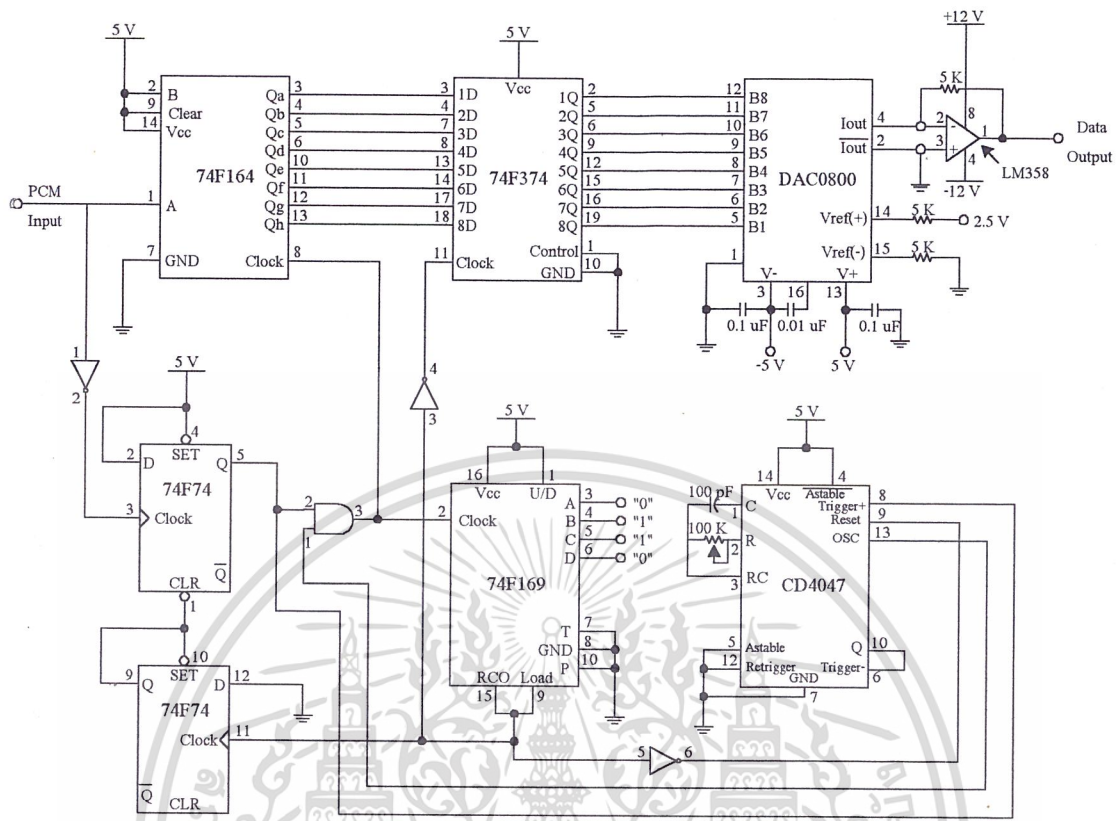 +12 V
5 V
5 V
5 K
2
B
Qa
3
9
Clear
Qb
4
14
Vcc
Qc
5
Qd
6
Qe
10
74F164
Qf
11
Qg
12
Qh
13
PCM
Input
1
A
7
GND
Clock
8
Vcc
3
1D
1Q
2
4
2D
2Q
5
7
3D
3Q
6
8
4D
4Q
9
13
5D
5Q
12
14
6D
6Q
15
17
7D
7Q
16
18
8D
8Q
19
74F374
Control
1
11
Clock
GND
10
12
B8
11
B7
10
B6
9
B5
8
B4
7
B3
6
B2
5
B1
DAC0800
Iout
4
Iout
2
2
-
8
1
3
+
4
LM358
-12 V
Data
Output
Vref(+)
14
5 K
2.5 V
Vref(-)
15
5 K
1
V-
V+
3
16
13
0.1 uF
0.01 uF
0.1 uF
-5 V
5 V
1
2
4
3
5 V
4
2
D
SET
Q
5
74F74
3
Clock
Q
CLR
1
10
9
Q
SET
D
12
74F74
Clock
11
Q
CLR
2
3
1
5 V
16
1
Vcc
U/D
2
Clock
A
3
"0"
B
4
"1"
C
5
"1"
D
6
"0"
74F169
T
7
GND
8
P
10
RCO
Load
15
9
5
6
5 V
14
4
Vcc
Astable
100 pF
1
C
Trigger+
8
Reset
9
OSC
13
100 K
2
R
3
RC
CD4047
5
Astable
Q
10
12
Retrigger
Trigger-
6
GND
7